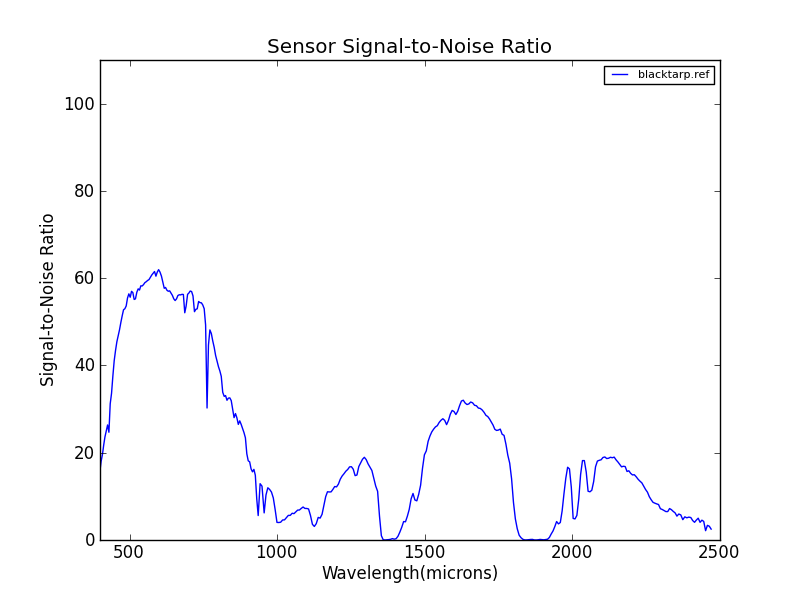 Sensor Signal-to-Noise Ratio
blacktarp.ref
100
80
60
40
20
0
Signal-to-Noise Ratio
500 1000 1500 2000 2500
Wavelength(microns)